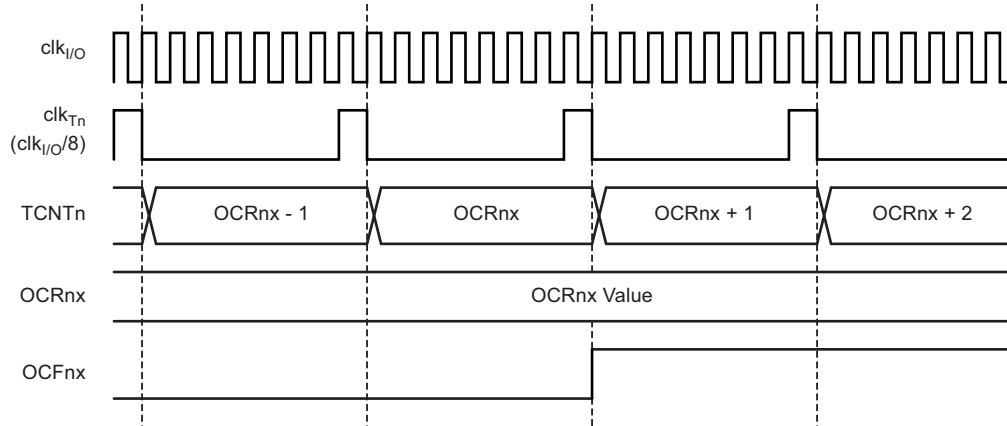 clkI/O
clkTn
(clkI/O/8)
TCNTn
OCRnx - 1
OCRnx
OCRnx + 1
OCRnx + 2
OCRnx
OCRnx Value
OCFnx